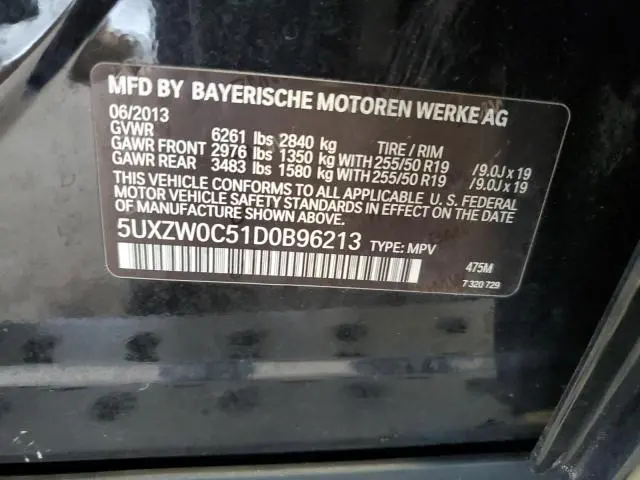 MFD BY BAYERISCHE MOTOREN WERKE AG
06/2013
GVWR 6261 lbs 2840 kg TIRE / RIM
GAWR FRONT 2976 lbs 1350 kg WITH 255/50 R19 /9.0J x 19
GAWR REAR 3483 lbs 1580 kg WITH 255/50 R19 /9.0J x 19
THIS VEHICLE CONFORMS TO ALL APPLICABLE U. S. FEDERAL
MOTOR VEHICLE SAFETY STANDARDS IN EFFECT ON THE
DATE OF MANUFACTURE SHOWN ABOVE.
5UXZW0C51D0B96213 TYPE: MPV
475M
7 320 729